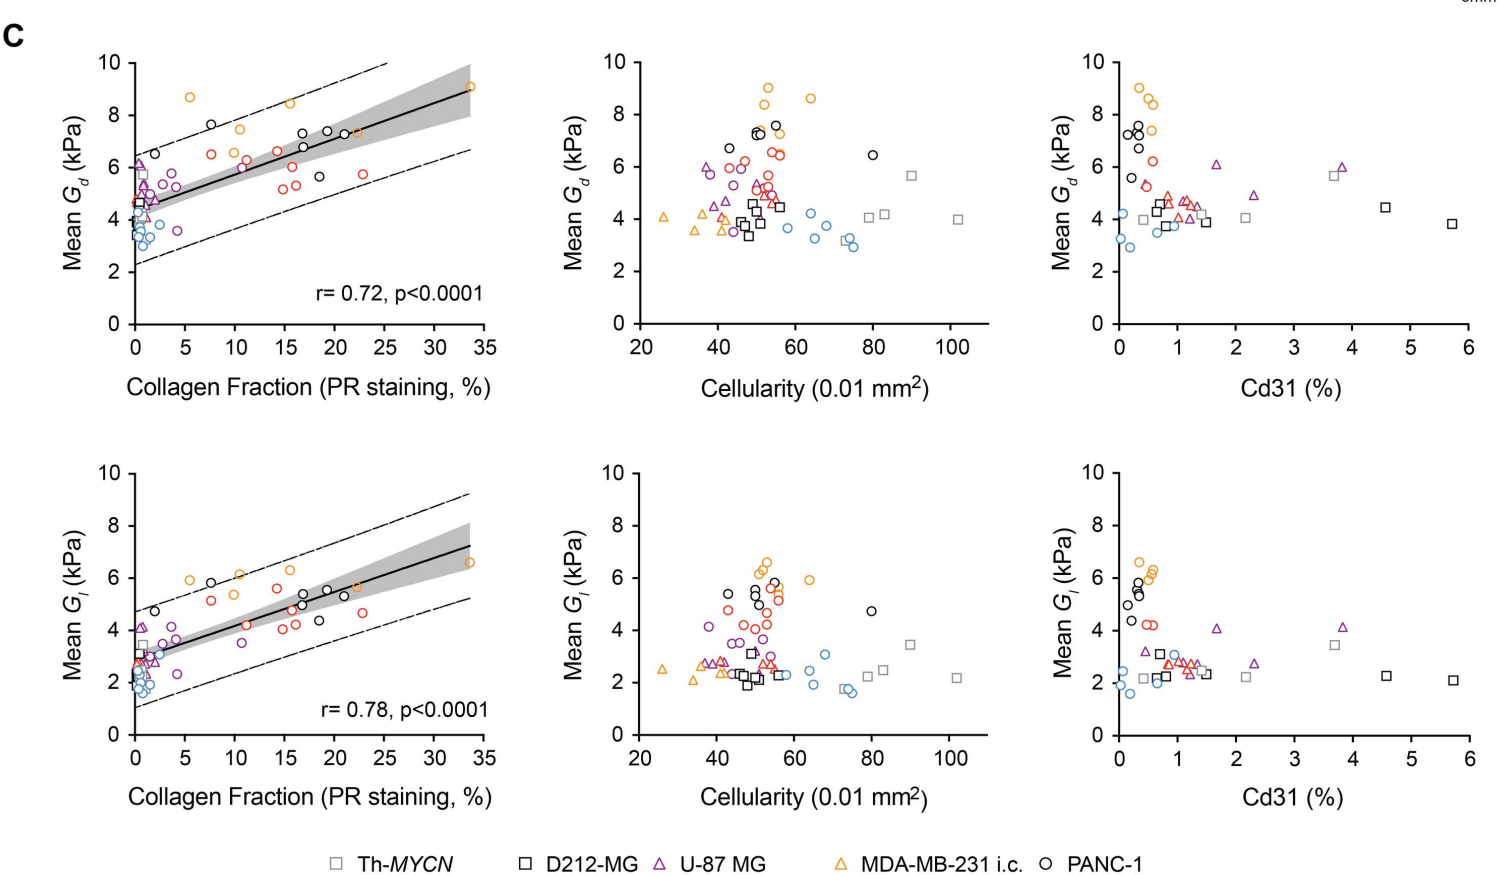 C
10
8
6
4
2
0
Mean Gd (kPa)
r= 0.72, p<0.0001
0 5 10 15 20 25 30 35
Collagen Fraction (PR staining, %)
10
8
6
4
2
0
Mean Gd (kPa)
20 40 60 80 100
Cellularity (0.01 mm2)
10
8
6
4
2
0
Mean Gd (kPa)
0 1 2 3 4 5 6
Cd31 (%)
10
8
6
4
2
0
Mean Gl (kPa)
r= 0.78, p<0.0001
0 5 10 15 20 25 30 35
Collagen Fraction (PR staining, %)
10
8
6
4
2
0
Mean Gl (kPa)
20 40 60 80 100
Cellularity (0.01 mm2)
10
8
6
4
2
0
Mean Gl (kPa)
0 1 2 3 4 5 6
Cd31 (%)
Th-MYCN D212-MG U-87 MG MDA-MB-231 i.c. PANC-1